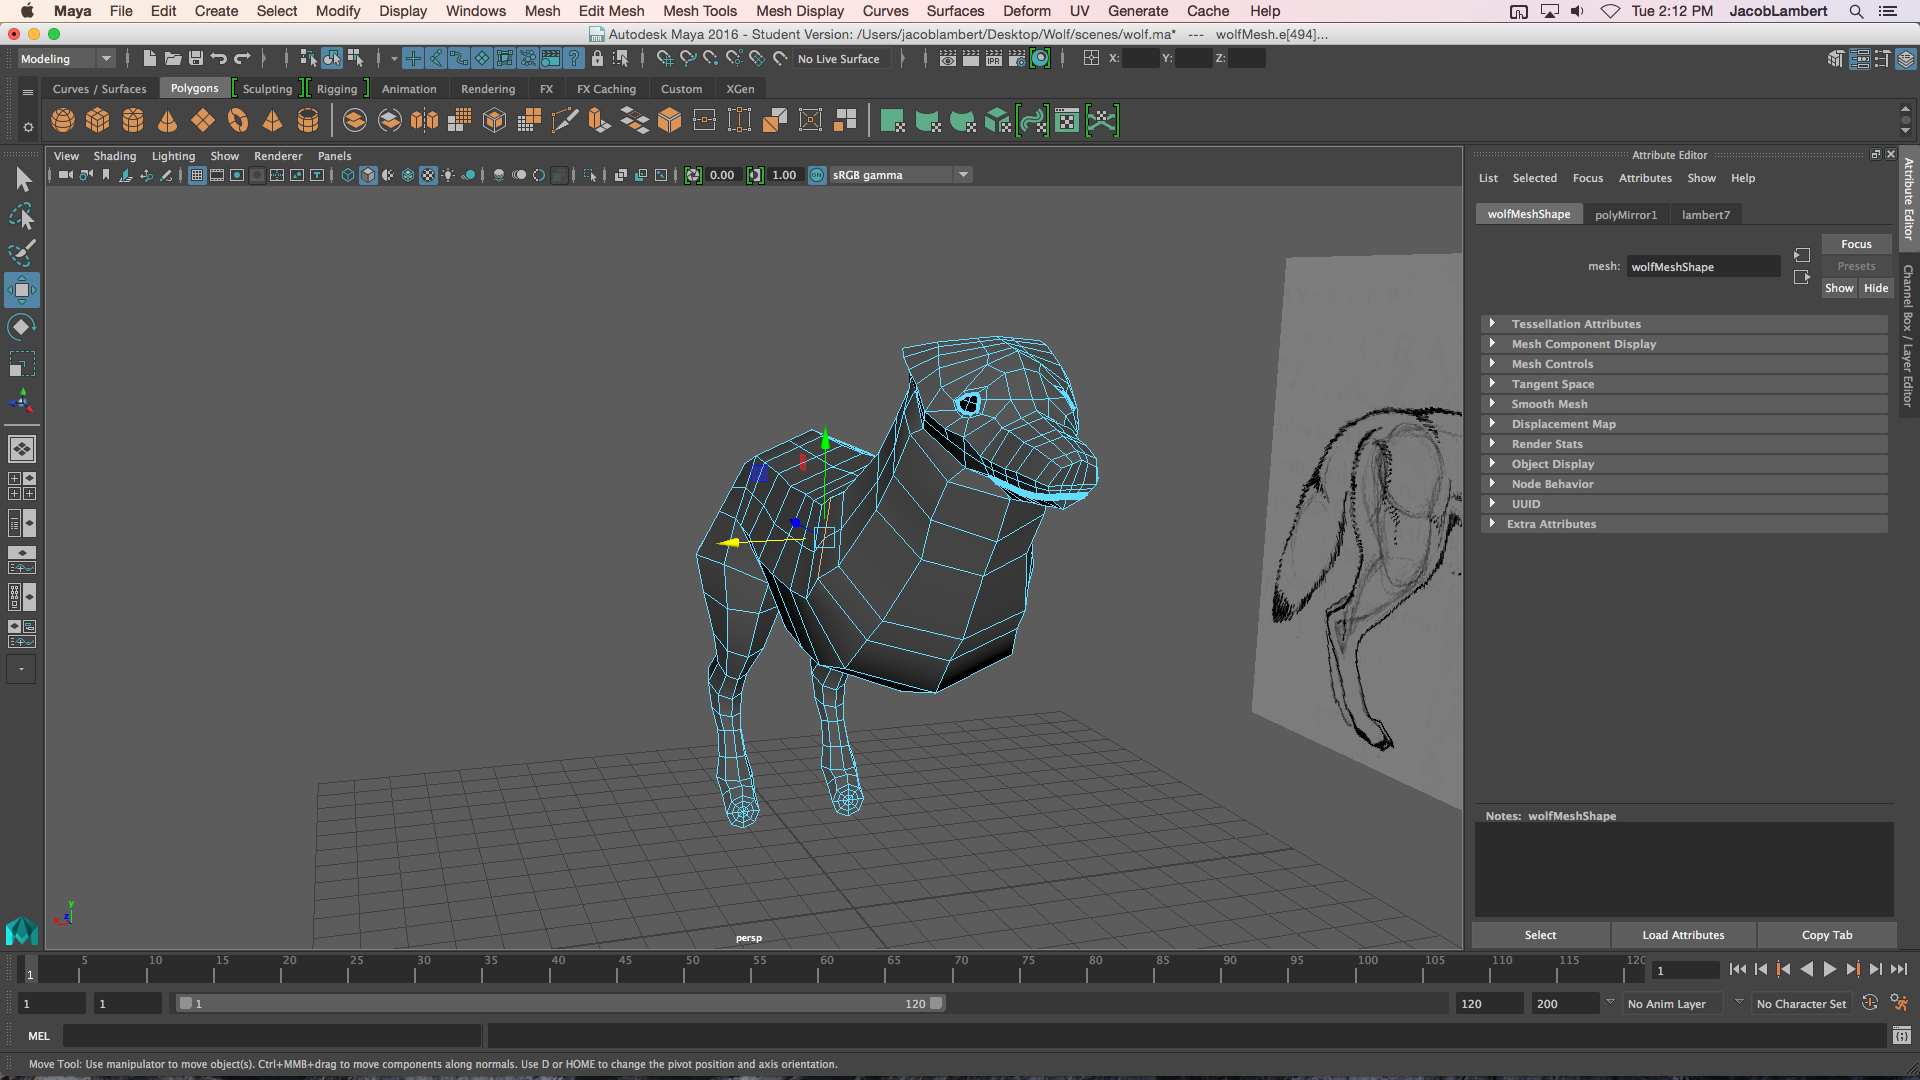 Maya File Edit Create Select Modify Display Windows Mesh Edit Mesh Mesh Tools Mesh Display Curves Surfaces Deform UV Generate Cache Help Tue 2:12 PM JacobLambert
Autodesk Maya 2016 - Student Version: /Users/jacoblambert/Desktop/Wolf/scenes/wolf.ma* --- wolfMesh.e[494]...
Modeling No Live Surface X: Y: Z:
Curves / Surfaces Polygons Sculpting Rigging Animation Rendering FX FX Caching Custom XGen
View Shading Lighting Show Renderer Panels
0.00 1.00 ON sRGB gamma
Attribute Editor
List Selected Focus Attributes Show Help
wolfMeshShape polyMirror1 lambert7
Focus
mesh: wolfMeshShape Presets
Show Hide
Tessellation Attributes
Mesh Component Display
Mesh Controls
Tangent Space
Smooth Mesh
Displacement Map
Render Stats
Object Display
Node Behavior
UUID
Extra Attributes
Notes: wolfMeshShape
Select Load Attributes Copy Tab
Attribute Editor
Channel Box / Layer Editor
y
z
persp
1 5 10 15 20 25 30 35 40 45 50 55 60 65 70 75 80 85 90 95 100 105 110 115 120 1
1 1 1 120 120 200 No Anim Layer No Character Set
MEL
Move Tool: Use manipulator to move object(s). Ctrl+MMB+drag to move components along normals. Use D or HOME to change the pivot position and axis orientation.